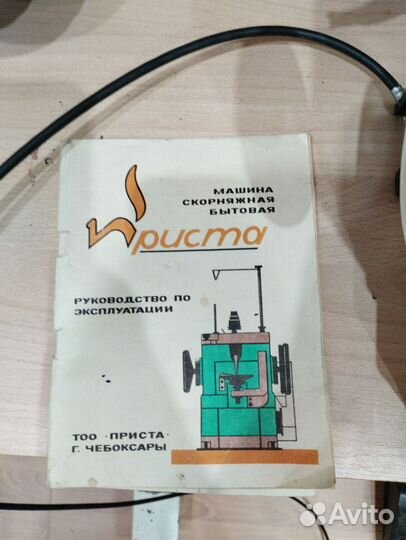 МАШИНА
СКОРНЯЖНАЯ
БЫТОВАЯ
Приста
РУКОВОДСТВО ПО
ЭКСПЛУАТАЦИИ
ТОО "ПРИСТА"
Г. ЧЕБОКСАРЫ
Avito